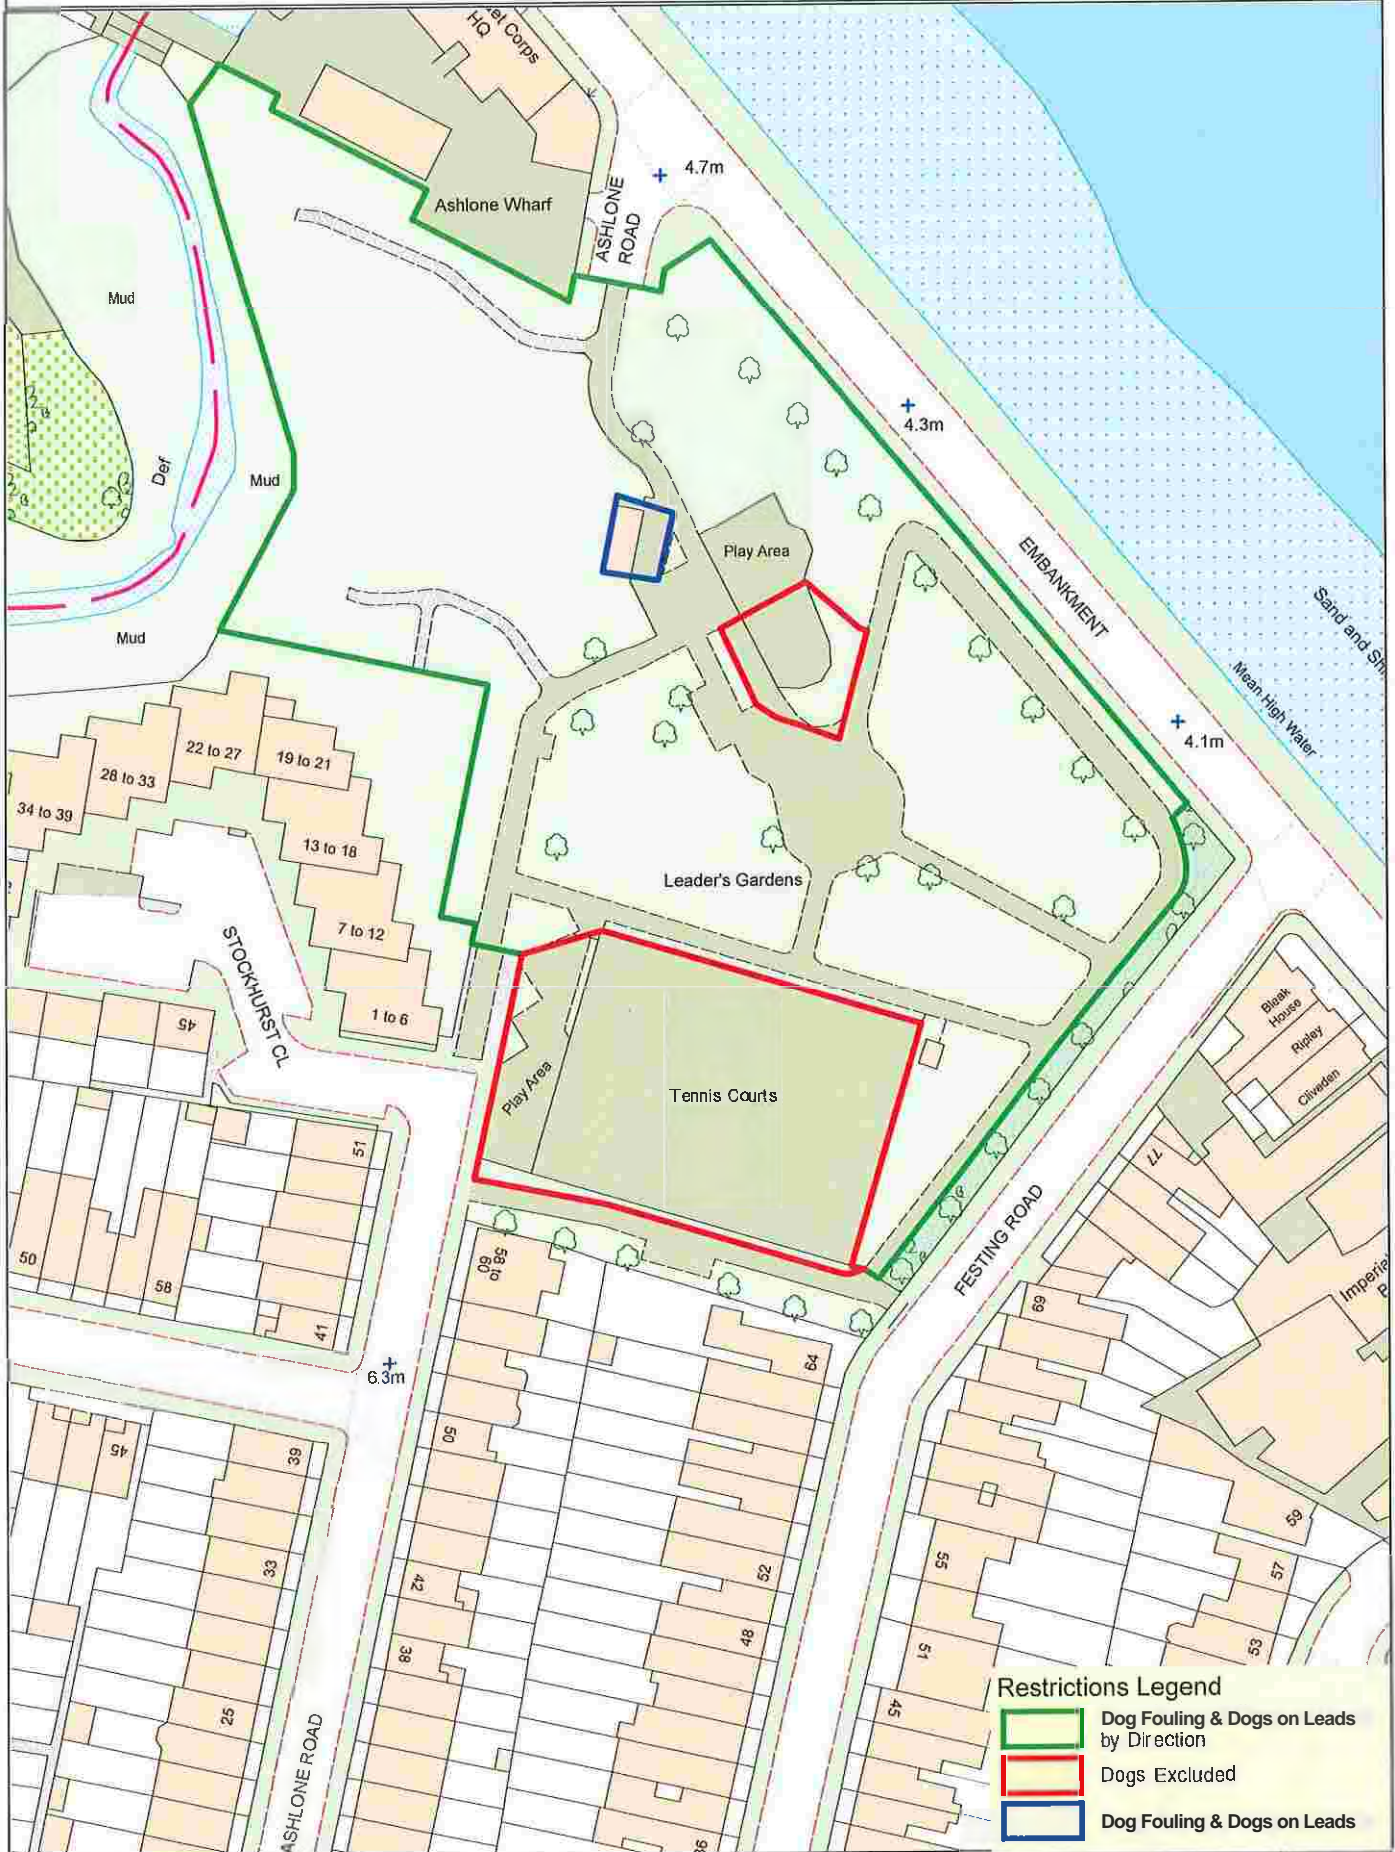 HQ
Ashlone Wharf
ASHLONE
ROAD
4.7m
Mud
4.3m
Def
Mud
Play Area
EMBANKMENT
Sand and
Mud
Mean High Water
4.1m
22 to 27
19 to 21
28 to 33
34 to 39
13 to 18
Leader's Gardens
7 to 12
STOCKHURST CL
1 to 6
45
Bleak
House
Ripley
Cliveden
Play Area
Tennis Courts
51
77
FESTING ROAD
50
58
58 to
60
41
69
64
6.3m
45
39
50
59
33
42
52
55
57
38
48
51
53
25
45
ASHLONE ROAD
Restrictions Legend
Dog Fouling & Dogs on Leads
by Direction
Dogs Excluded
Dog Fouling & Dogs on Leads